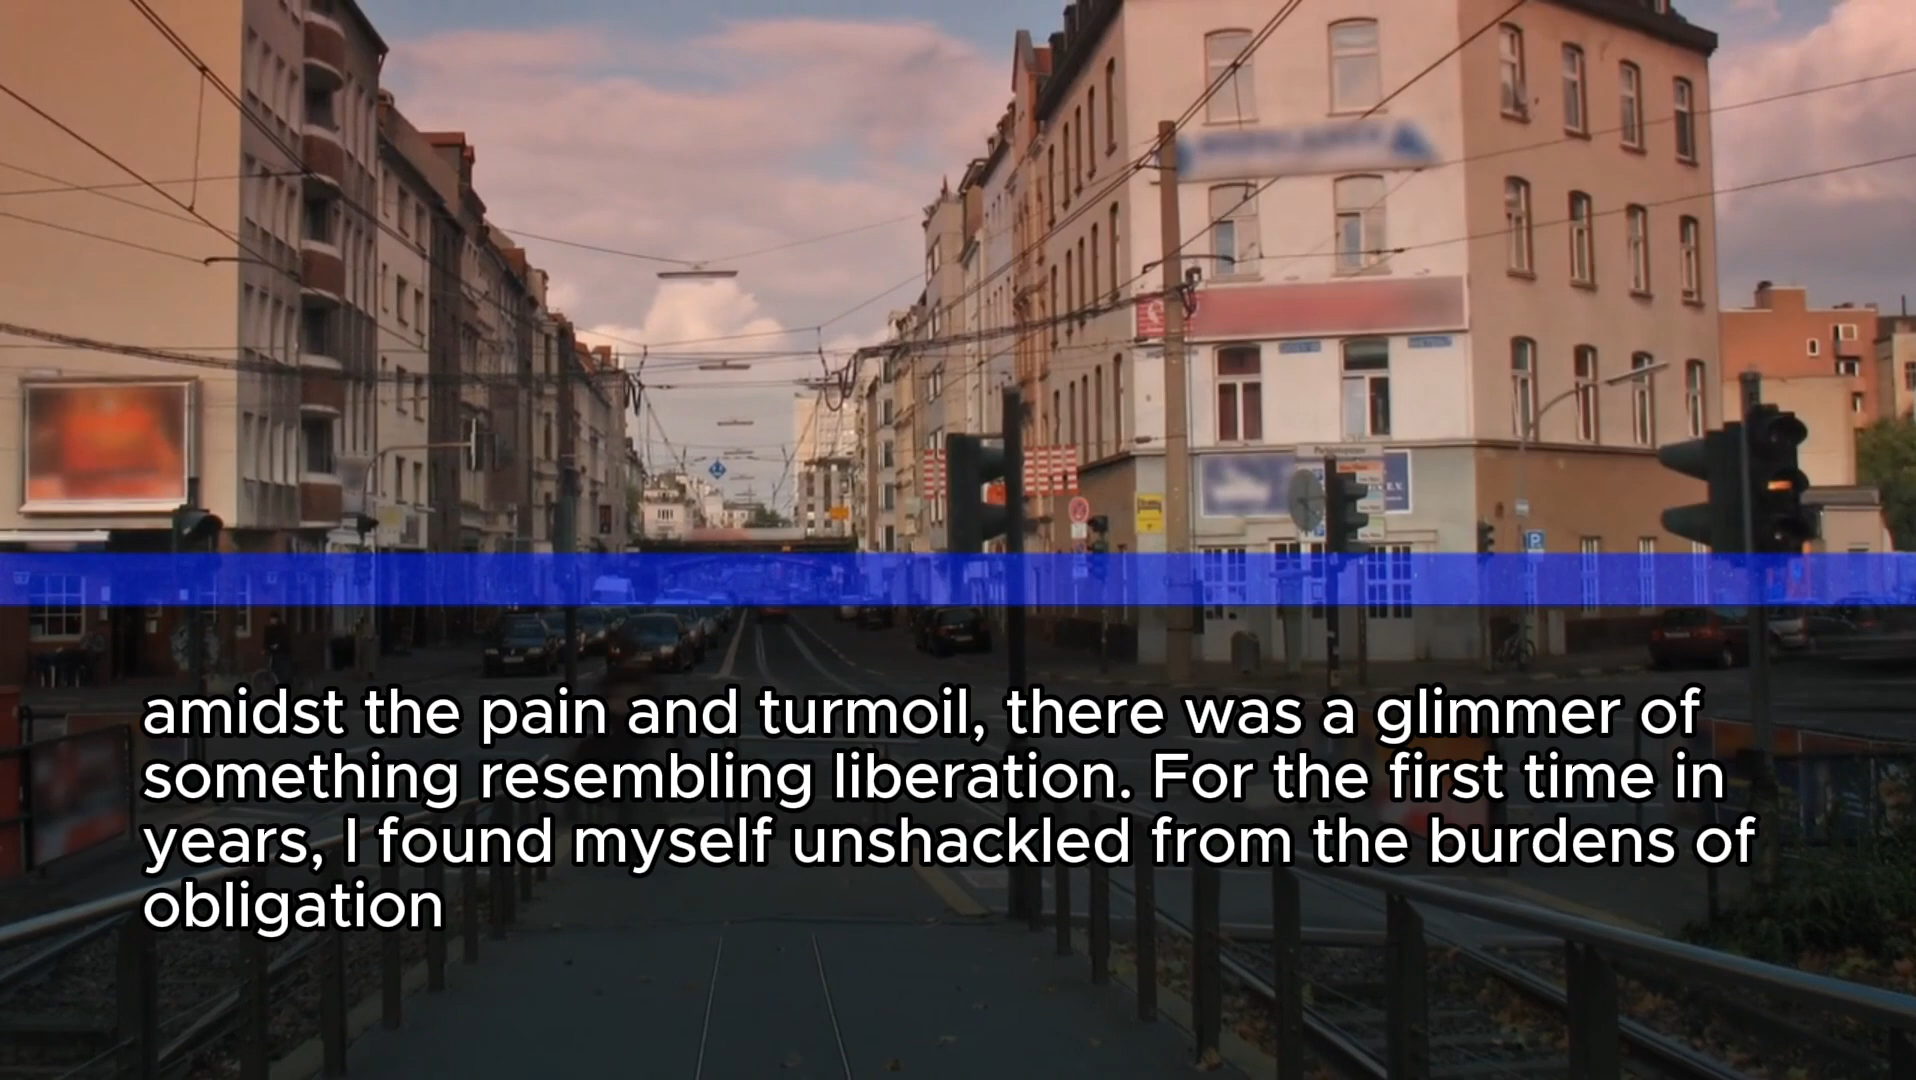 amidst the pain and turmoil, there was a glimmer of
something resembling liberation. For the first time in
years, I found myself unshackled from the burdens of
obligation
P